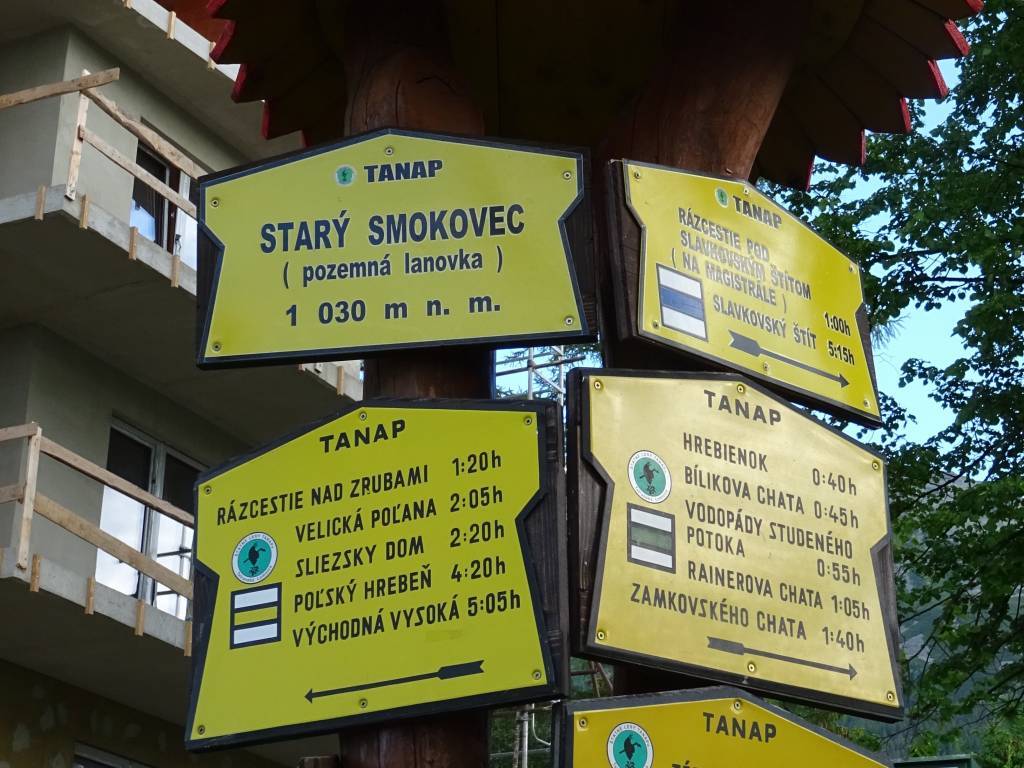 TANAP
STARÝ SMOKOVEC
( pozemná lanovka )
1 030 m n. m.
TANAP
RÁZCESTIE POD
SLAVKOVSKÝM ŠTÍTOM
( NA MAGISTRÁLE ) 1:00h
SLAVKOVSKÝ ŠTÍT 5:15h
TANAP
RÁZCESTIE NAD ZRUBAMI 1:20h
VELICKÁ POĽANA 2:05h
SLIEZSKY DOM 2:20h
POĽSKÝ HREBEŇ 4:20h
VÝCHODNÁ VYSOKÁ 5:05h
TANAP
HREBIENOK 0:40h
BÍLIKOVA CHATA 0:45h
VODOPÁDY STUDENÉHO
POTOKA 0:55h
RAINEROVA CHATA 1:05h
ZAMKOVSKÉHO CHATA 1:40h
TANAP